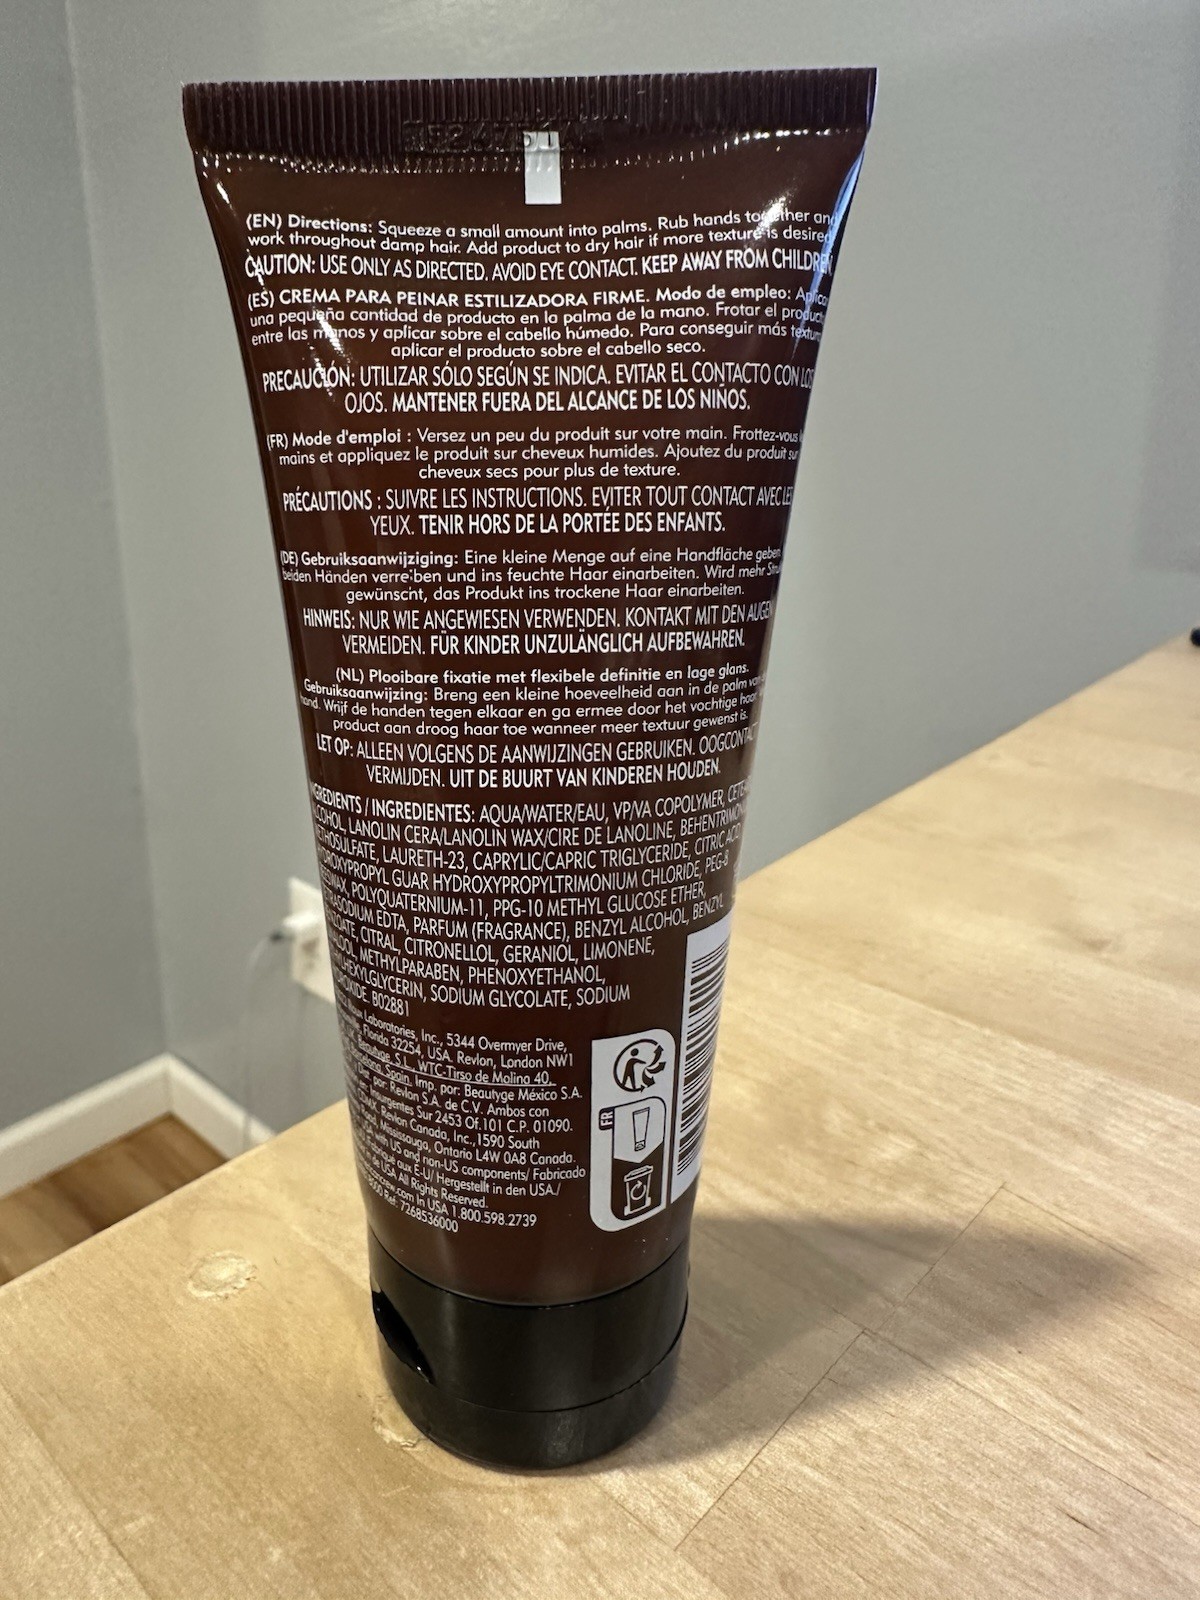 (EN) Directions: Squeeze a small amount into palms. Rub hands together and
work throughout damp hair. Add product to dry hair if more texture is desired
CAUTION: USE ONLY AS DIRECTED. AVOID EYE CONTACT. KEEP AWAY FROM CHILDREN
(ES) CREMA PARA PEINAR ESTILIZADORA FIRME. Modo de empleo: Aplicar
una pequeña cantidad de producto en la palma de la mano. Frotar el producto
entre las manos y aplicar sobre el cabello húmedo. Para conseguir más textura
aplicar el producto sobre el cabello seco.
PRECAUCIÓN: UTILIZAR SÓLO SEGÚN SE INDICA. EVITAR EL CONTACTO CON LOS
OJOS. MANTENER FUERA DEL ALCANCE DE LOS NIÑOS.
(FR) Mode d'emploi : Versez un peu du produit sur votre main. Frottez-vous
mains et appliquez le produit sur cheveux humides. Ajoutez du produit sur
cheveux secs pour plus de texture.
PRÉCAUTIONS : SUIVRE LES INSTRUCTIONS. EVITER TOUT CONTACT AVEC LES
YEUX. TENIR HORS DE LA PORTÉE DES ENFANTS.
(DE) Gebruiksaanwijziging: Eine kleine Menge auf eine Handfläche geben
beiden Händen verreiben und ins feuchte Haar einarbeiten. Wird mehr
gewünscht, das Produkt ins trockene Haar einarbeiten.
HINWEIS: NUR WIE ANGEWIESEN VERWENDEN. KONTAKT MIT DEN AUGEN
VERMEIDEN. FÜR KINDER UNZULÄNGLICH AUFBEWAHREN.
(NL) Plooibare fixatie met flexibele definitie en lage glans.
Gebruiksaanwijzing: Breng een kleine hoeveelheid aan in de palm van
hand. Wrijf de handen tegen elkaar en ga ermee door het vochtige haar
product aan droog haar toe wanneer meer textuur gewenst is.
LET OP: ALLEEN VOLGENS DE AANWIJZINGEN GEBRUIKEN. OOGCONTACT
VERMIJDEN. UIT DE BUURT VAN KINDEREN HOUDEN.
INGREDIENTS / INGREDIENTES: AQUA/WATER/EAU, VP/VA COPOLYMER,
ALCOHOL, LANOLIN CERA/LANOLIN WAX/CIRE DE LANOLINE, BEHENTRIMONIUM
METHOSULFATE, LAURETH-23, CAPRYLIC/CAPRIC TRIGLYCERIDE, CITRIC ACID
HYDROXYPROPYL GUAR HYDROXYPROPYLTRIMONIUM CHLORIDE, PEG-8
BEESWAX, POLYQUATERNIUM-11, PPG-10 METHYL GLUCOSE ETHER,
EDTA, PARFUM (FRAGRANCE), BENZYL ALCOHOL, BENZYL
CITRAL, CITRONELLOL, GERANIOL, LIMONENE,
METHYLPARABEN, PHENOXYETHANOL,
SODIUM GLYCOLATE, SODIUM
B02881
Laboratories, Inc., 5344 Overmyer Drive,
Florida 32254, USA. Revlon, London NW1
Beautyge, S.L., WTC-Tirso de Molina 40,
Spain. Imp. por: Beautyge México S.A.
por: Revlon S.A. de C.V. Ambos con
Insurgentes Sur 2453 Of.101 C.P. 01090.
Revlon Canada, Inc.,1590 South
Mississauga, Ontario L4W 0A8 Canada.
with US and non-US components/ Fabricado
aux E-U/ Hergestellt in den USA./
de USA All Rights Reserved.
In USA 1.800.598.2739
Ref: 7268536000
FR